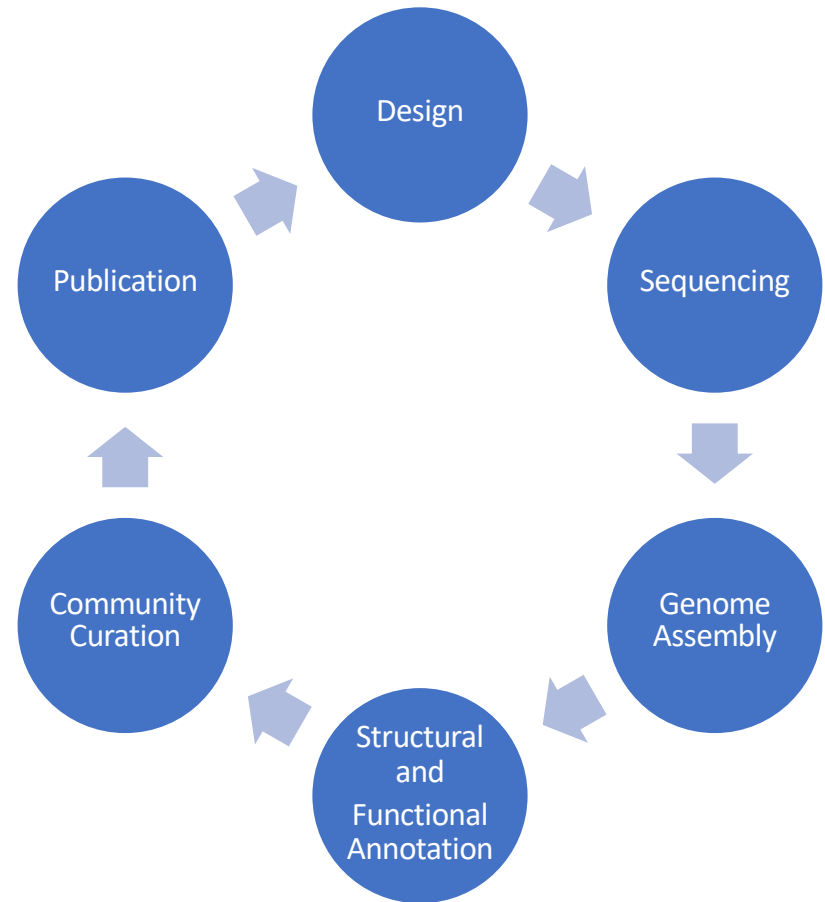 Design
Sequencing
Genome
Assembly
Structural
and
Functional
Annotation
Community
Curation
Publication